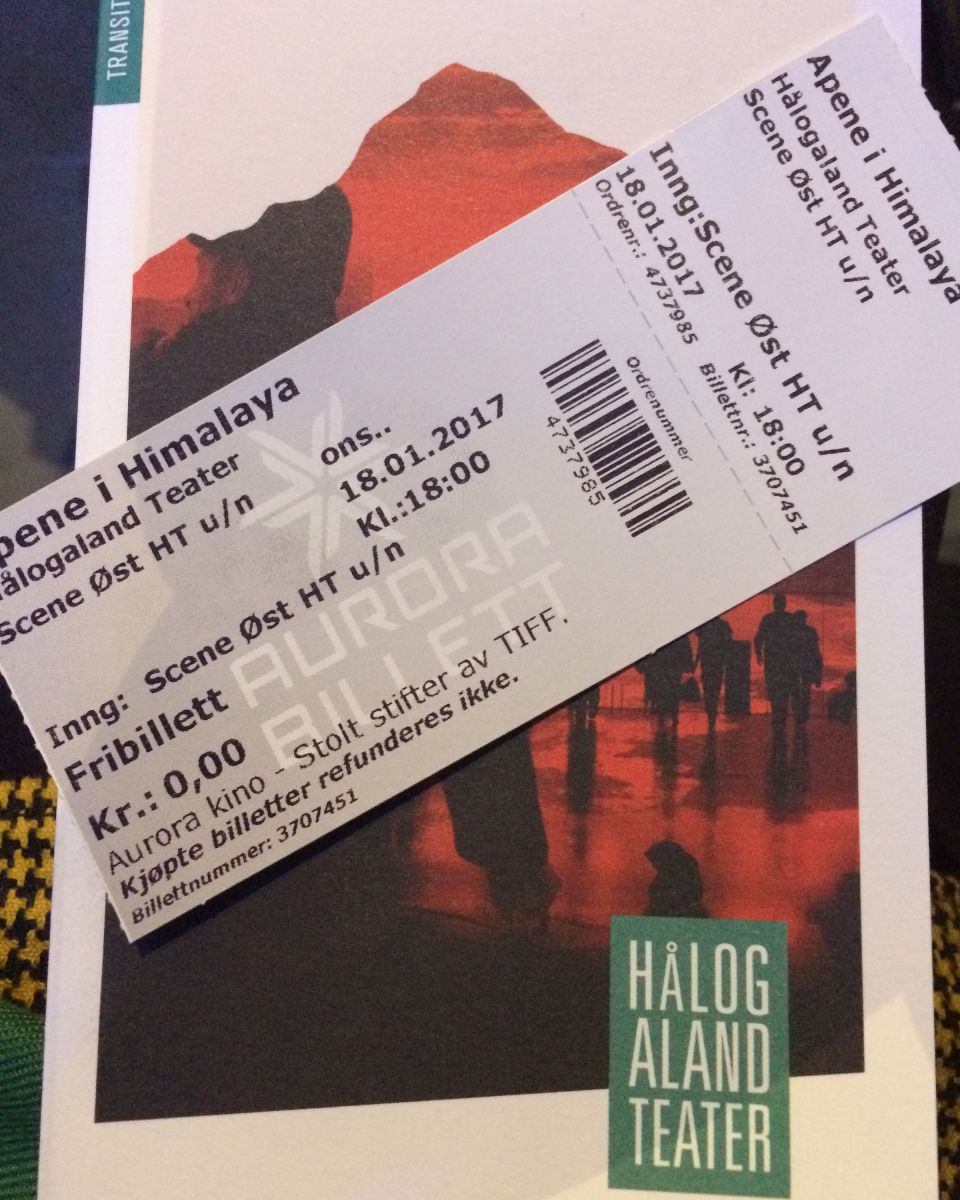 TRANSIT
Apene i Himalaya
Hålogaland Teater
Scene Øst HT u/n
Inng:Scene Øst HT u/n
18.01.2017 Kl: 18:00
Ordrenr.: 4737985 Billettnr.: 3707451
pene i Himalaya
ålogaland Teater ons..
Scene Øst HT u/n 18.01.2017
Kl.:18:00
Inng: Scene Øst HT u/n
Fribillett
Kr.: 0,00
Aurora kino - Stolt stifter av TIFF.
Kjøpte billetter refunderes ikke.
Billettnummer: 3707451
Ordrenummer
4737985
AURORA
BILLETT
HÅLOG
ALAND
TEATER